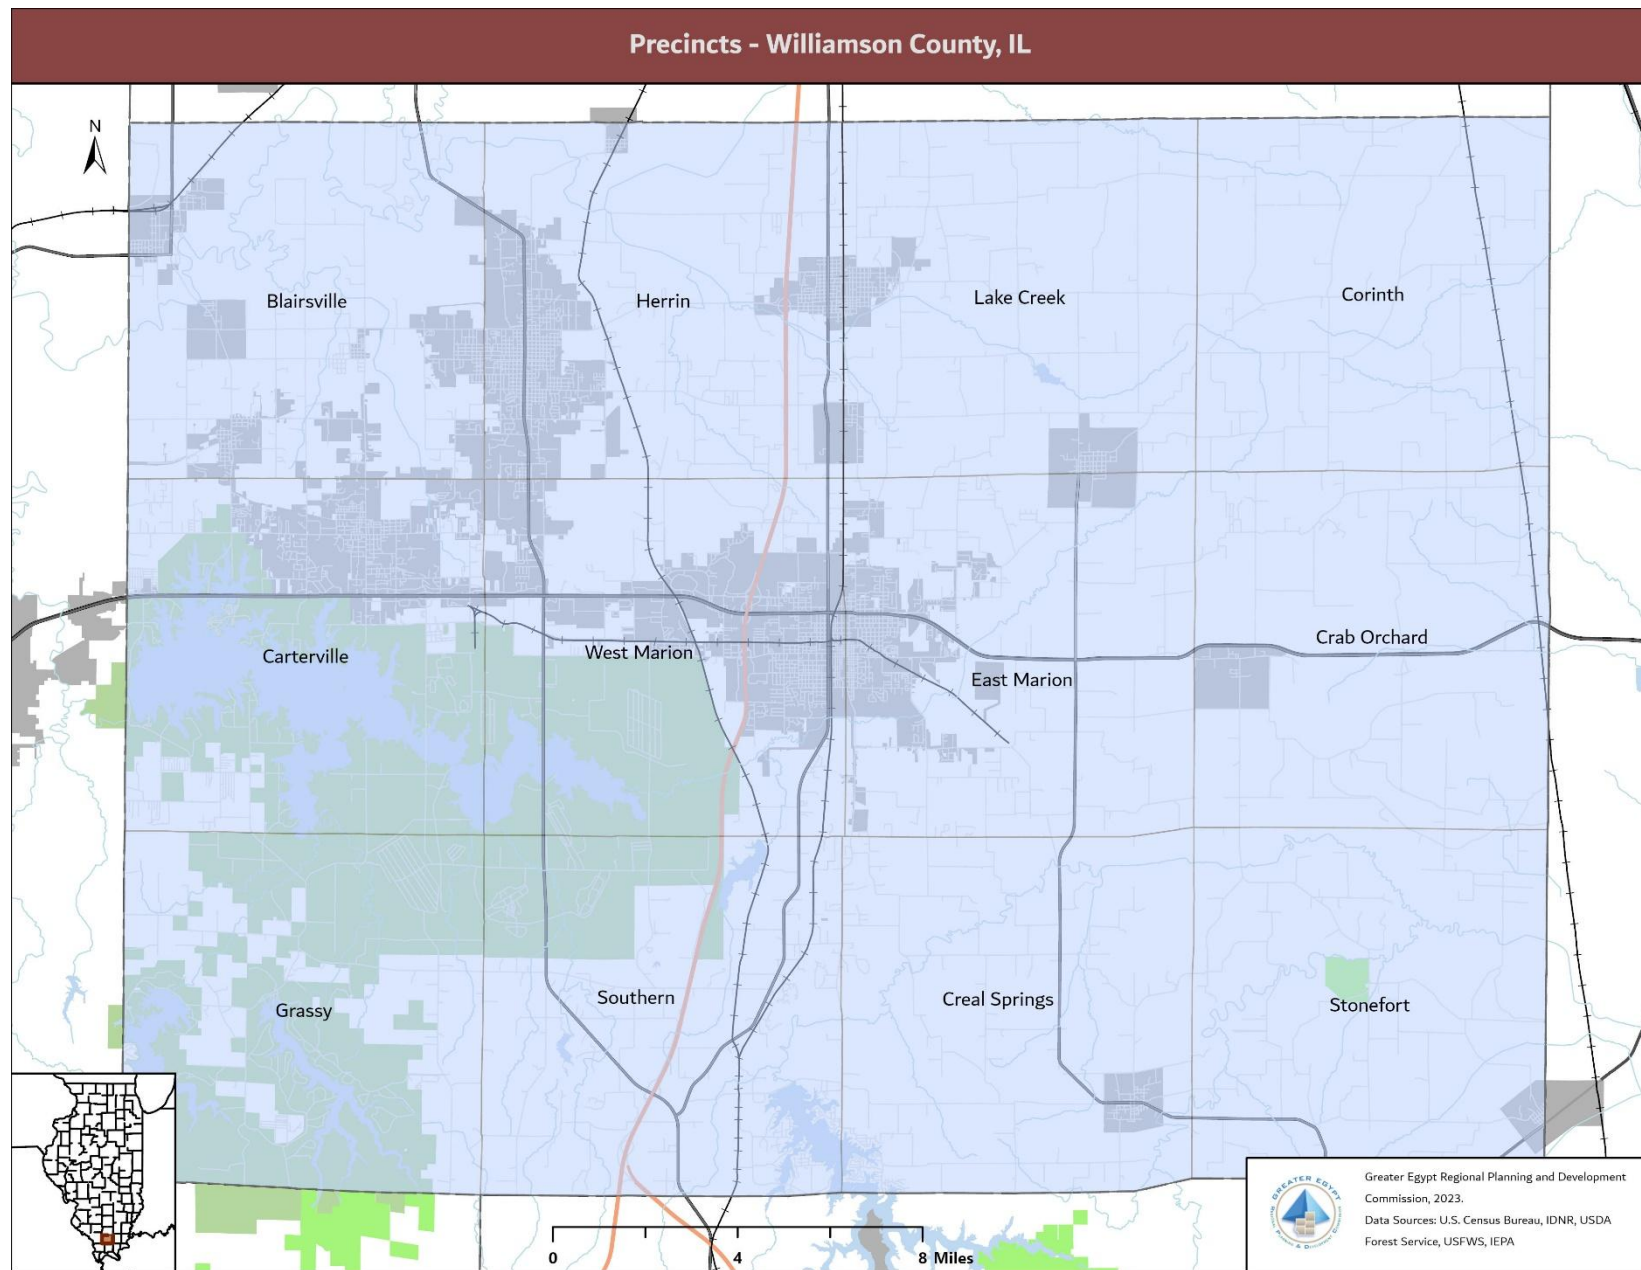 Precincts - Williamson County, IL
N
Blairsville
Herrin
Lake Creek
Corinth
Carterville
West Marion
East Marion
Crab Orchard
Grassy
Southern
Creal Springs
Stonefort
0
4
8 Miles
GREATER EGYPT
Greater Egypt Regional Planning and Development
Commission, 2023.
Data Sources: U.S. Census Bureau, IDNR, USDA
Forest Service, USFWS, IEPA